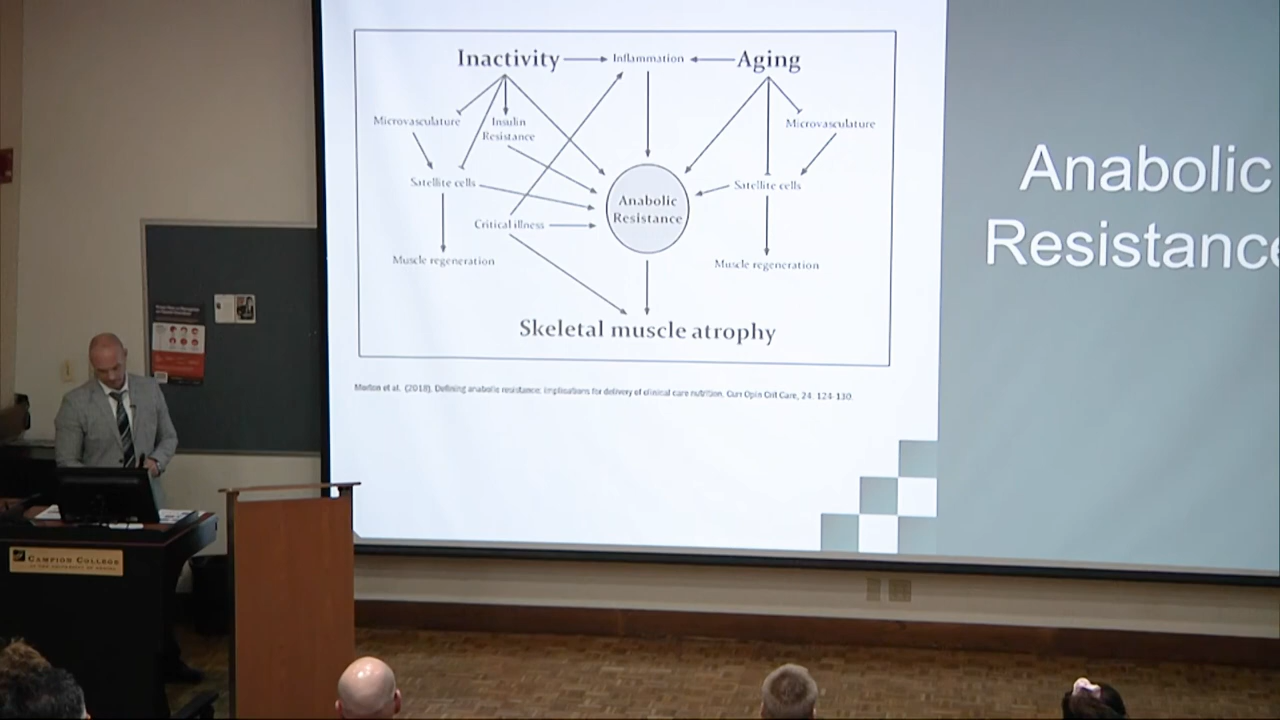 Inactivity Inflammation Aging
Microvasculature
Insulin
Resistance
Microvasculature
Satellite cells
Satellite cells
Anabolic
Resistance
Critical illness
Muscle regeneration
Muscle regeneration
Skeletal muscle atrophy
Morton et al. (2018). Defining anabolic resistance: implications for delivery of clinical care nutrition. Curr Opin Crit Care, 24. 124-130.
Anabolic
Resistance
CAMPION COLLEGE